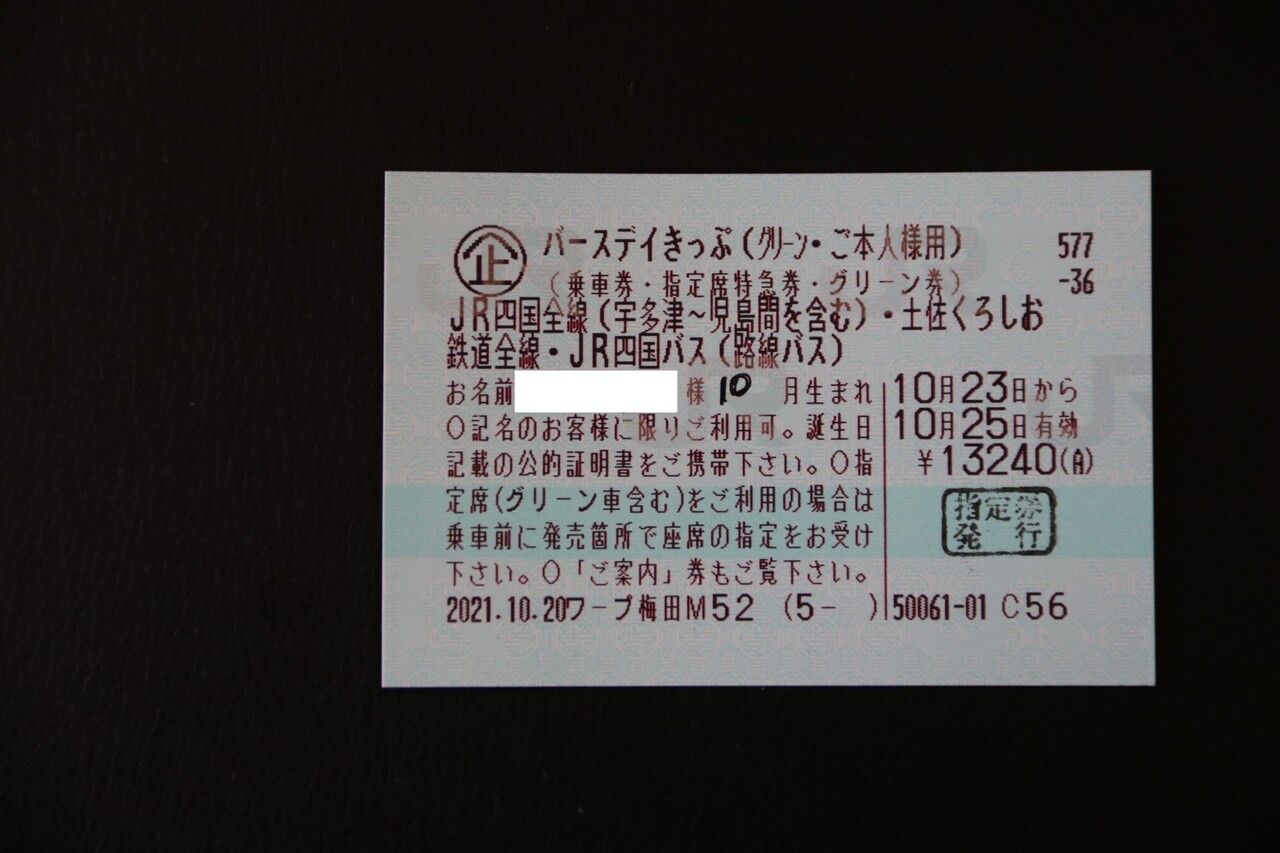 企 バースデイきっぷ(グリーン・ご本人様用) 577
(乗車券・指定席特急券・グリーン券) -36
JR四国全線(宇多津~児島間を含む)・土佐くろしお
鉄道全線・JR四国バス(路線バス)
お名前 様 10 月生まれ 10月23日から
〇記名のお客様に限りご利用可。誕生日 10月25日有効
記載の公的証明書をご携帯下さい。〇指 ¥13240(A)
定席(グリーン車含む)をご利用の場合は 指定券
乗車前に発売箇所で座席の指定をお受け 発行
下さい。〇「ご案内」券もご覧下さい。
2021.10.20ワープ梅田M52 (5- )50061-01 C56